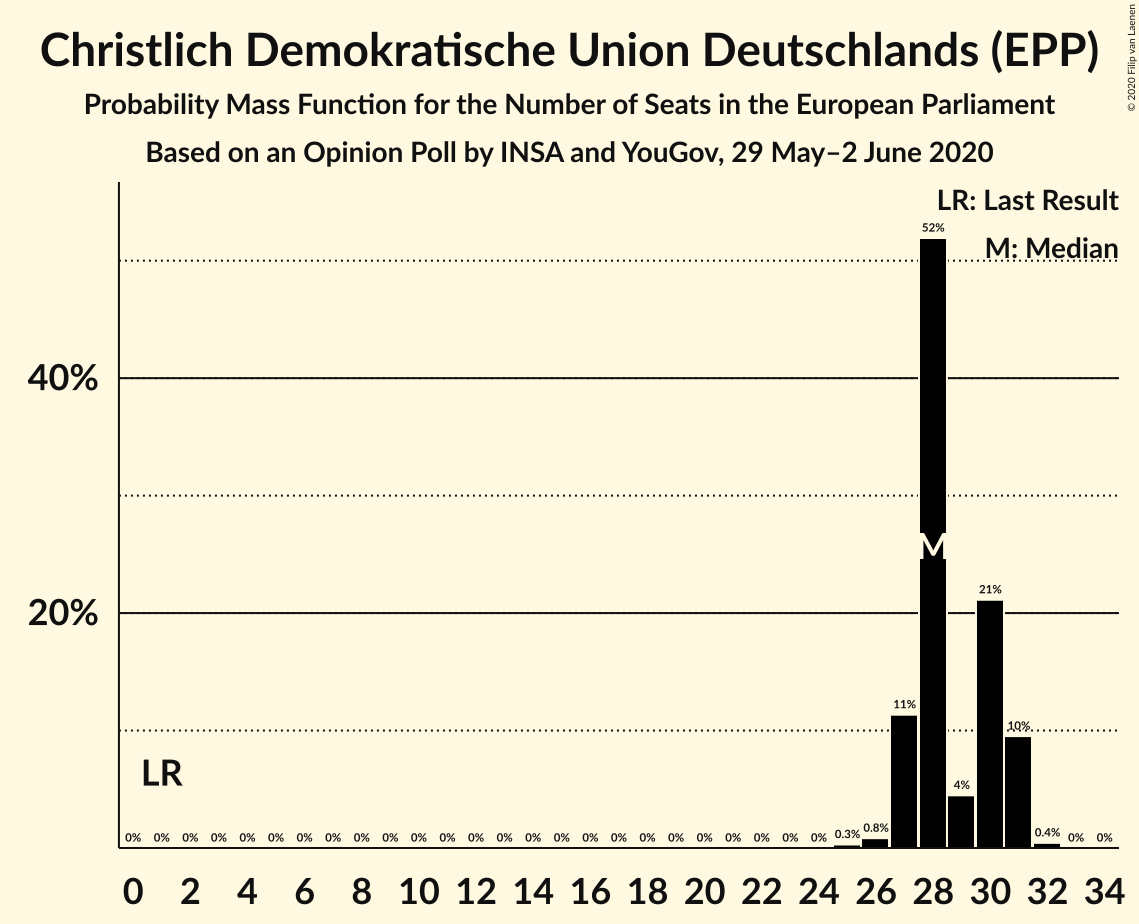 Christlich Demokratische Union Deutschlands (EPP)
Probability Mass Function for the Number of Seats in the European Parliament
Based on an Opinion Poll by INSA and YouGov, 29 May–2 June 2020
© 2020 Filip van Laenen
LR: Last Result
M: Median
52%
40%
M
21%
20%
11%
10%
LR
4%
0% 0% 0% 0% 0% 0% 0% 0% 0% 0% 0% 0% 0% 0% 0% 0% 0% 0% 0% 0% 0% 0% 0% 0% 0% 0.3% 0.8% 0.4% 0% 0%
0 2 4 6 8 10 12 14 16 18 20 22 24 26 28 30 32 34